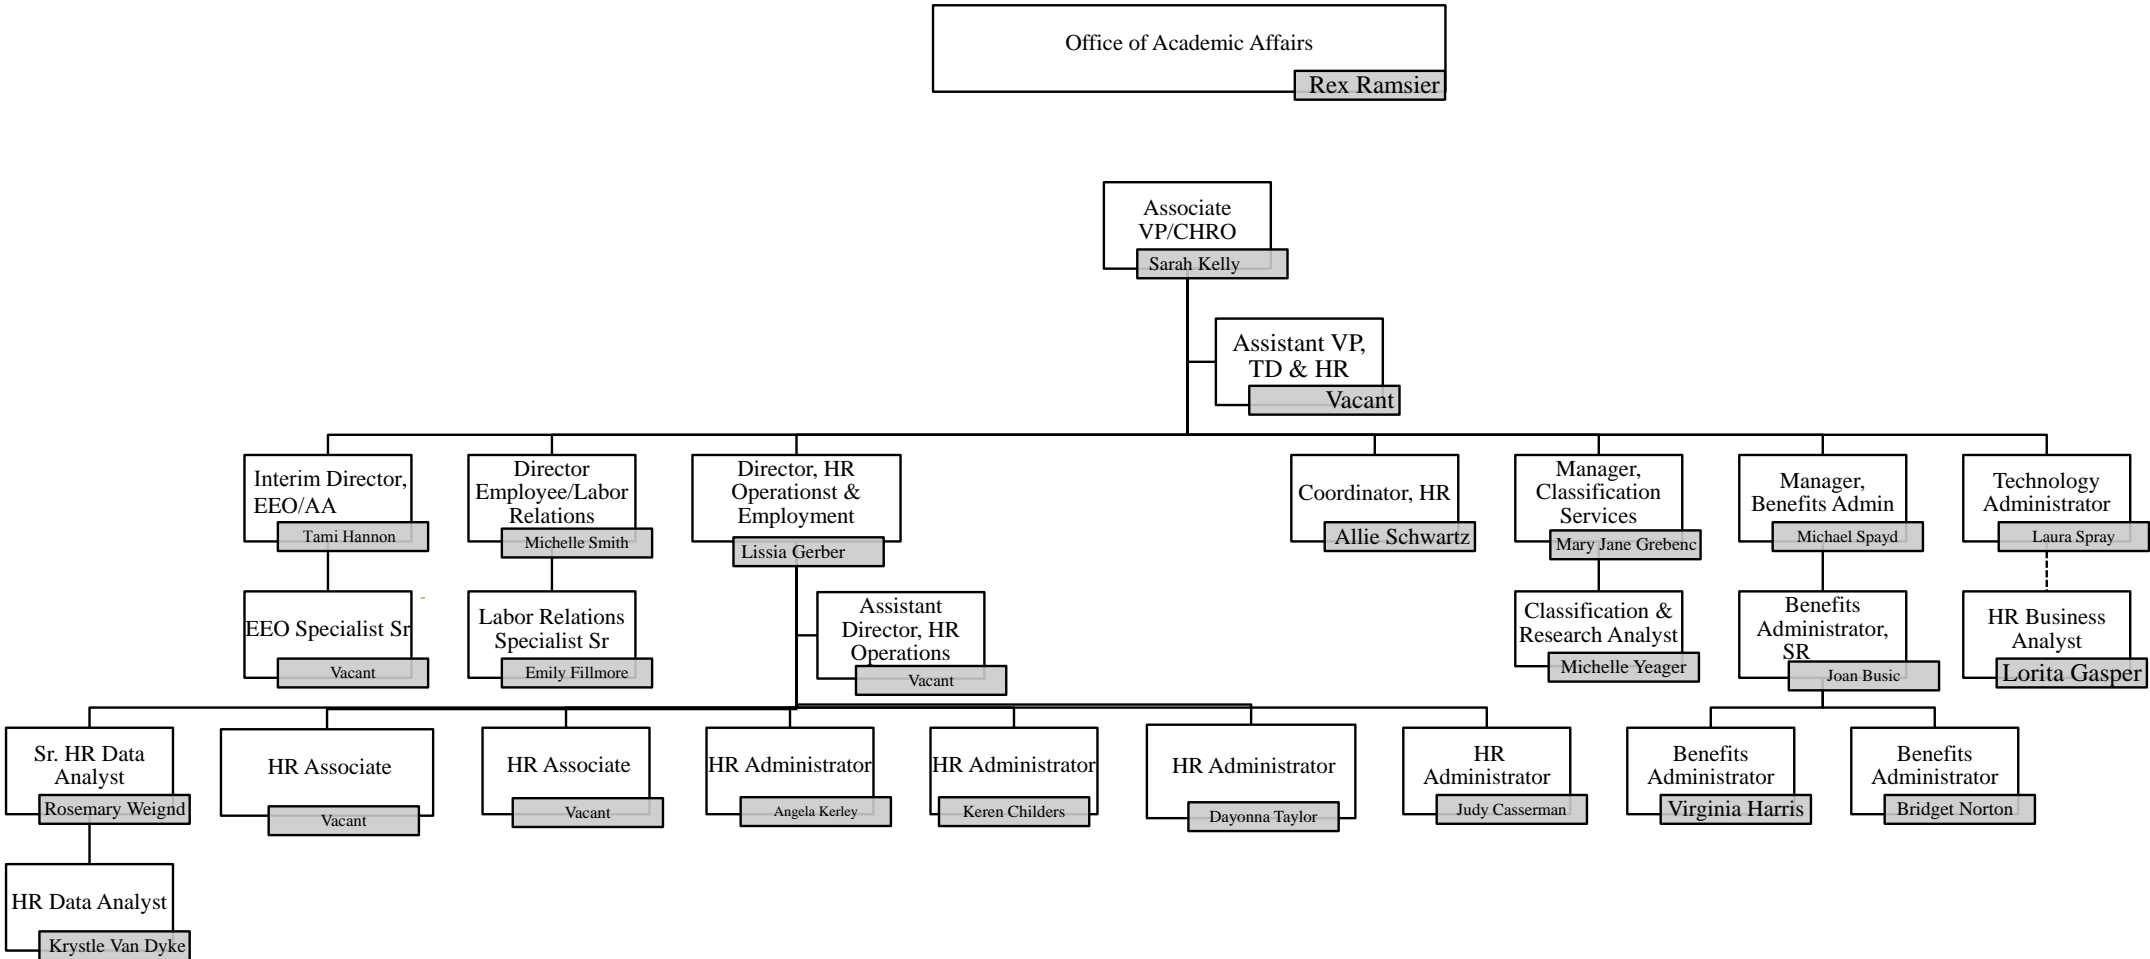 Office of Academic Affairs
Rex Ramsier
Associate
VP/CHRO
Sarah Kelly
Assistant VP,
TD & HR
Vacant
Interim Director,
EEO/AA
Tami Hannon
Director
Employee/Labor
Relations
Michelle Smith
Director, HR
Operationst &
Employment
Lissia Gerber
Coordinator, HR
Allie Schwartz
Manager,
Classification
Services
Mary Jane Grebenc
Manager,
Benefits Admin
Michael Spayd
Technology
Administrator
Laura Spray
EEO Specialist Sr
Vacant
Labor Relations
Specialist Sr
Emily Fillmore
Assistant
Director, HR
Operations
Vacant
Classification &
Research Analyst
Michelle Yeager
Benefits
Administrator,
SR
Joan Busic
HR Business
Analyst
Lorita Gasper
Sr. HR Data
Analyst
Rosemary Weignd
HR Associate
Vacant
HR Associate
Vacant
HR Administrator
Angela Kerley
HR Administrator
Keren Childers
HR Administrator
Dayonna Taylor
HR
Administrator
Judy Casserman
Benefits
Administrator
Virginia Harris
Benefits
Administrator
Bridget Norton
HR Data Analyst
Krystle Van Dyke